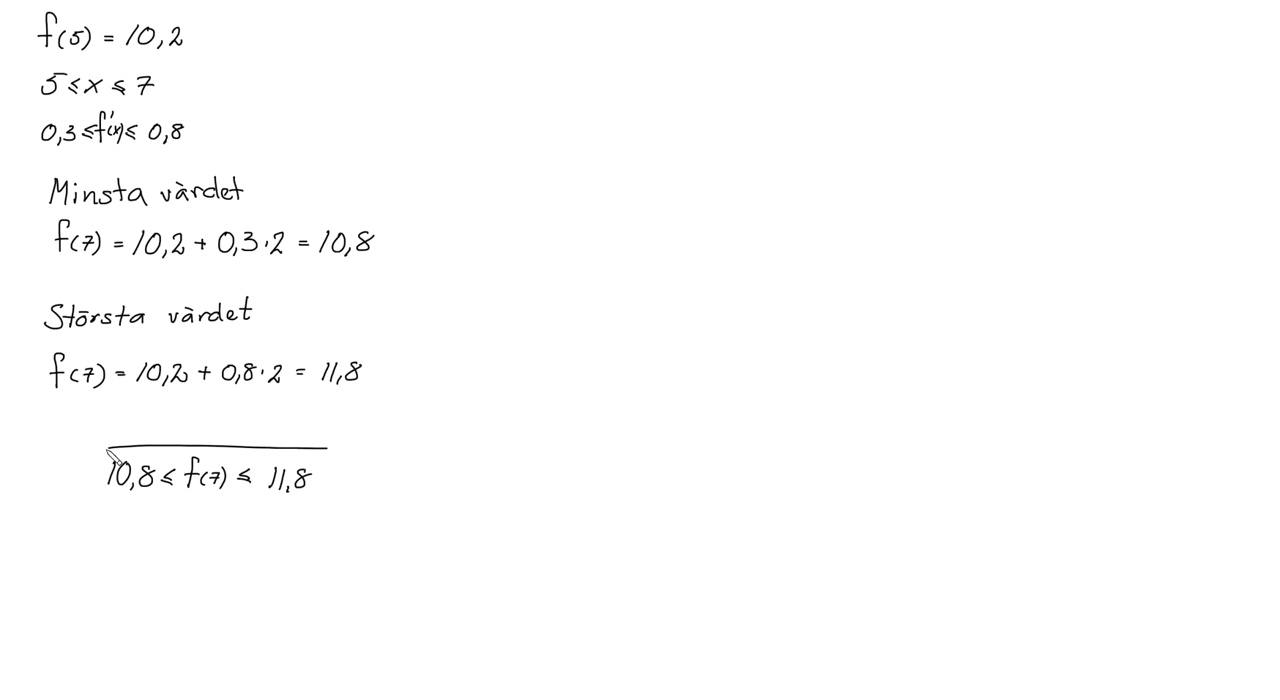 f(5) = 10,2
5 ≤ x ≤ 7
0,3 ≤ f'(x) ≤ 0,8
Minsta värdet
f(7) = 10,2 + 0,3 · 2 = 10,8
Största värdet
f(7) = 10,2 + 0,8 · 2 = 11,8
10,8 ≤ f(7) ≤ 11,8